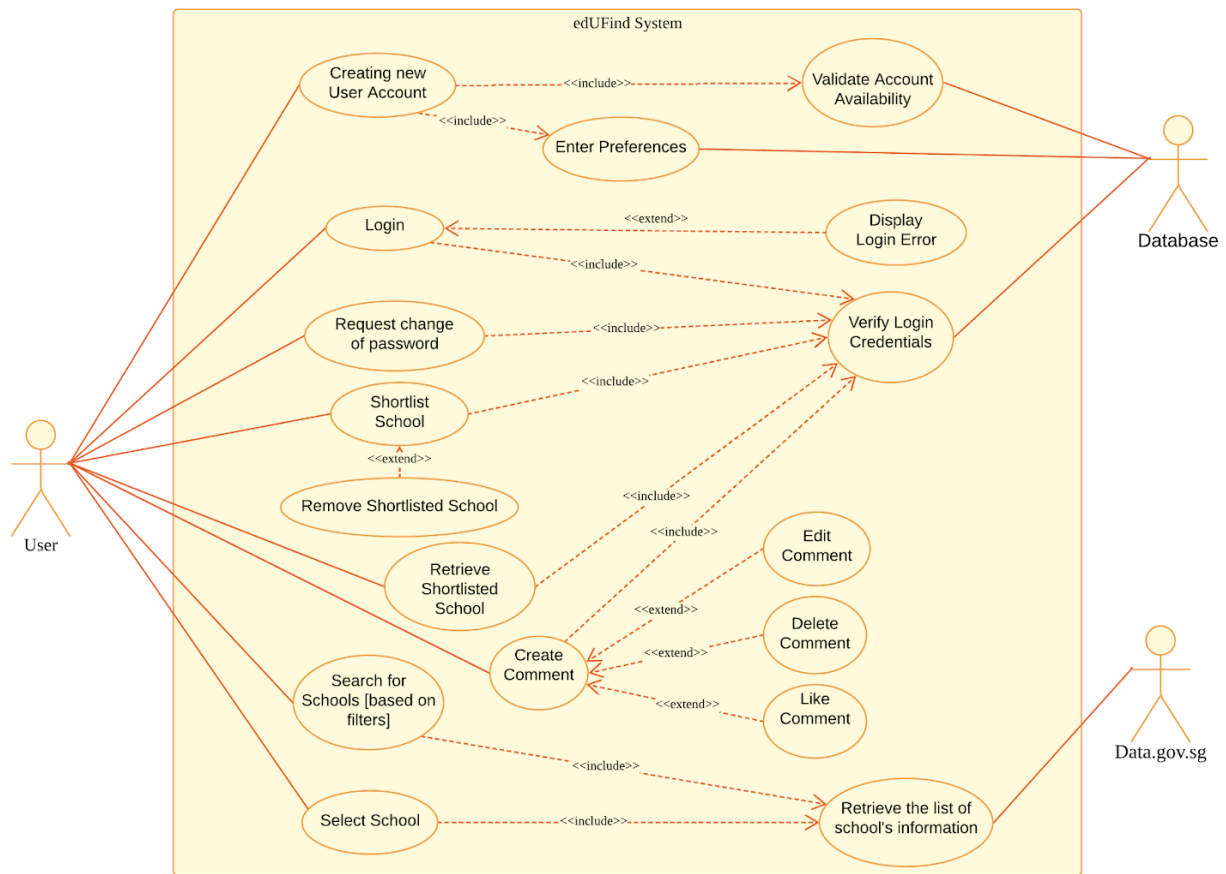 edUFind System
Creating new
User Account
<<include>>
Validate Account
Availability
<<include>>
Enter Preferences
Database
Login
<<extend>>
Display
Login Error
<<include>>
Request change
of password
<<include>>
Verify Login
Credentials
Shortlist
School
<<include>>
<<extend>>
Remove Shortlisted School
User
Retrieve
Shortlisted
School
<<include>>
<<include>>
Edit
Comment
<<extend>>
Create
Comment
<<extend>>
Delete
Comment
<<extend>>
Like
Comment
Search for
Schools [based on
filters]
<<include>>
Data.gov.sg
Select School
<<include>>
Retrieve the list of
school's information